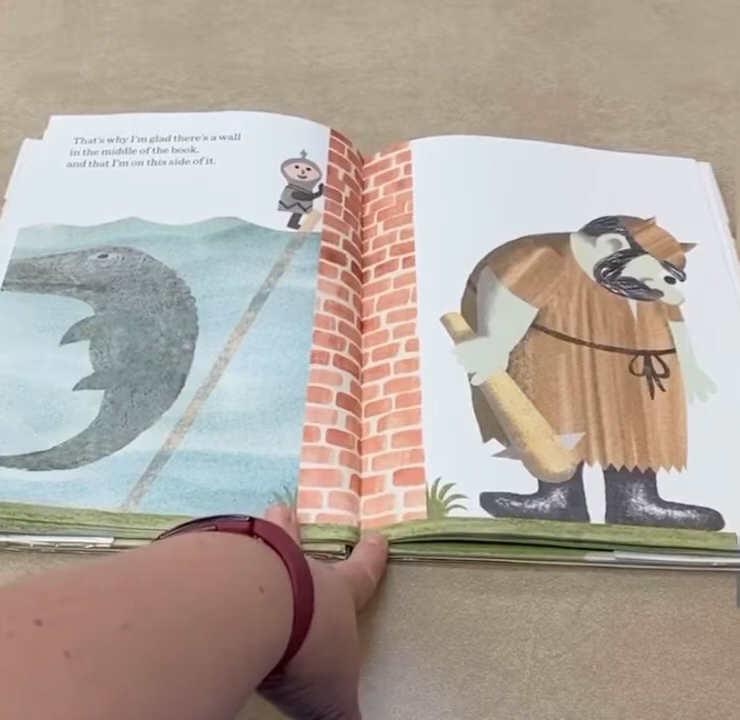 That's why I'm glad there's a wall
in the middle of the book,
and that I'm on this side of it.